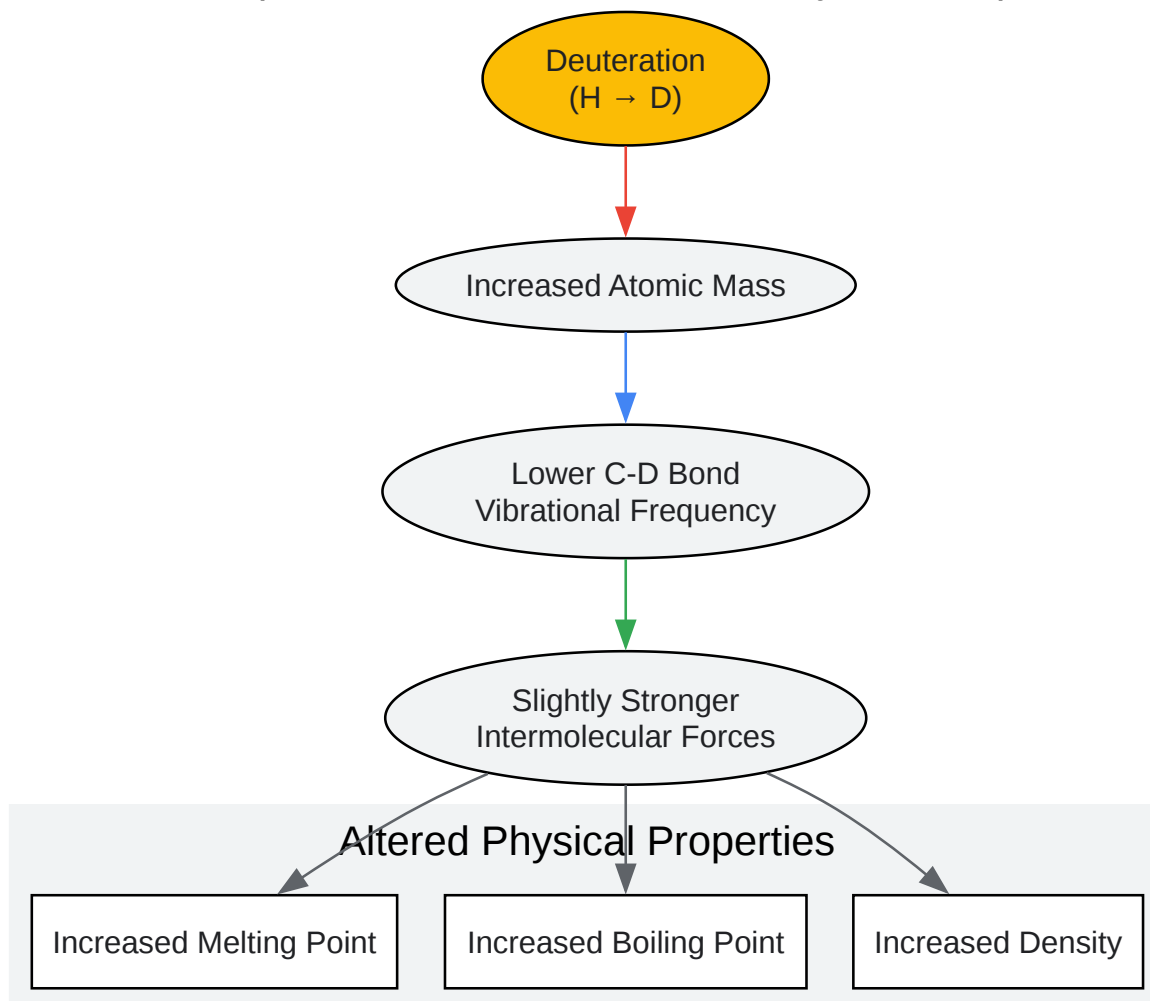 Deuteration
(H → D)
Increased Atomic Mass
Lower C-D Bond
Vibrational Frequency
Slightly Stronger
Intermolecular Forces
Altered Physical Properties
Increased Melting Point
Increased Boiling Point
Increased Density